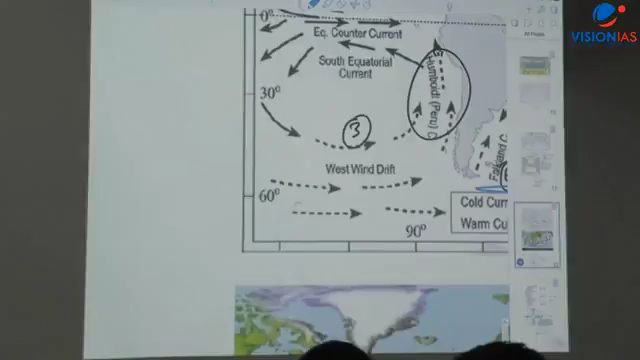 VISIONIAS
0°
Eq. Counter Current
South Equatorial
Current
Humboldt (Peru) C
30°
3
West Wind Drift
60°
Falkland C
Cold Curr
Warm Cu
90°